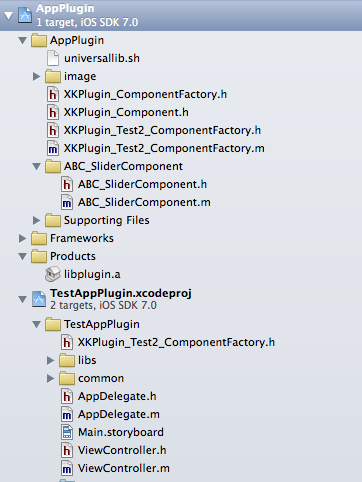 AppPlugin
1 target, iOS SDK 7.0
AppPlugin
universallib.sh
image
XKPlugin_ComponentFactory.h
XKPlugin_Component.h
XKPlugin_Test2_ComponentFactory.h
XKPlugin_Test2_ComponentFactory.m
ABC_SliderComponent
ABC_SliderComponent.h
ABC_SliderComponent.m
Supporting Files
Frameworks
Products
libplugin.a
TestAppPlugin.xcodeproj
2 targets, iOS SDK 7.0
TestAppPlugin
XKPlugin_Test2_ComponentFactory.h
libs
common
AppDelegate.h
AppDelegate.m
Main.storyboard
ViewController.h
ViewController.m